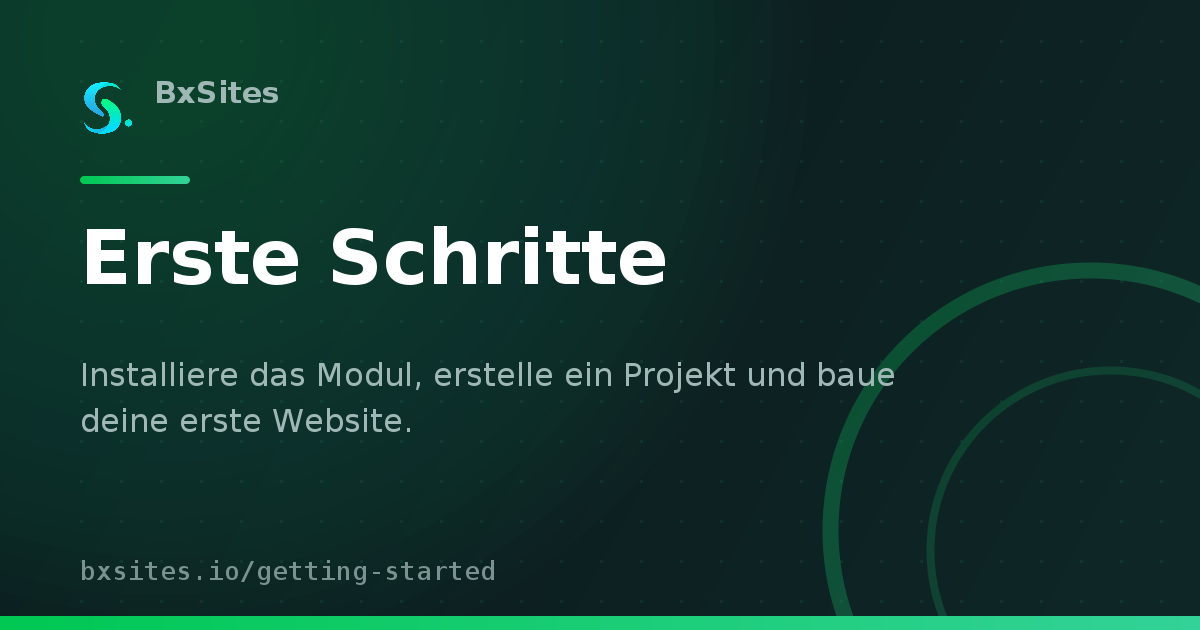 BxSites
Erste Schritte
Installiere das Modul, erstelle ein Projekt und baue
deine erste Website.
bxsites.io/getting-started